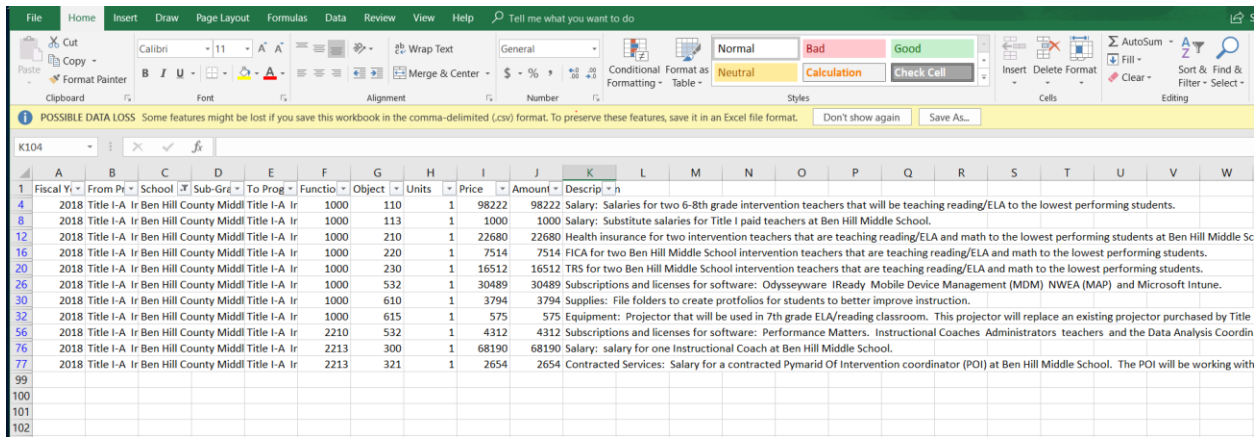 File Home Insert Draw Page Layout Formulas Data Review View Help Tell me what you want to do
Cut
Copy
Format Painter
Paste
Clipboard
Calibri 11 A A
B I U A
Font
Wrap Text
Merge & Center
Alignment
General
$ % ,
Number
Conditional Formatting
Format as Table
Normal Bad Good
Neutral Calculation Check Cell
Styles
Insert Delete Format
Cells
AutoSum
Fill
Clear
Sort & Filter
Find & Select
Editing
POSSIBLE DATA LOSS Some features might be lost if you save this workbook in the comma-delimited (.csv) format. To preserve these features, save it in an Excel file format. Don't show again Save As...
K104 fx
A B C D E F G H I J K L M N O P Q R S T U V W
1 Fiscal Y From Pr School Sub-Gra To Prog Functio Object Units Price Amount Descrip n
4 2018 Title I-A Ir Ben Hill County Middl Title I-A Ir 1000 110 1 98222 98222 Salary: Salaries for two 6-8th grade intervention teachers that will be teaching reading/ELA to the lowest performing students.
8 2018 Title I-A Ir Ben Hill County Middl Title I-A Ir 1000 113 1 1000 1000 Salary: Substitute salaries for Title I paid teachers at Ben Hill Middle School.
12 2018 Title I-A Ir Ben Hill County Middl Title I-A Ir 1000 210 1 22680 22680 Health insurance for two intervention teachers that are teaching reading/ELA and math to the lowest performing students at Ben Hill Middle Sc
16 2018 Title I-A Ir Ben Hill County Middl Title I-A Ir 1000 220 1 7514 7514 FICA for two Ben Hill Middle School intervention teachers that are teaching reading/ELA and math to the lowest performing students.
20 2018 Title I-A Ir Ben Hill County Middl Title I-A Ir 1000 230 1 16512 16512 TRS for two Ben Hill Middle School intervention teachers that are teaching reading/ELA and math to the lowest performing students.
26 2018 Title I-A Ir Ben Hill County Middl Title I-A Ir 1000 532 1 30489 30489 Subscriptions and licenses for software: Odysseyware IReady Mobile Device Management (MDM) NWEA (MAP) and Microsoft Intune.
30 2018 Title I-A Ir Ben Hill County Middl Title I-A Ir 1000 610 1 3794 3794 Supplies: File folders to create protfolios for students to better improve instruction.
32 2018 Title I-A Ir Ben Hill County Middl Title I-A Ir 1000 615 1 575 575 Equipment: Projector that will be used in 7th grade ELA/reading classroom. This projector will replace an existing projector purchased by Title
56 2018 Title I-A Ir Ben Hill County Middl Title I-A Ir 2210 532 1 4312 4312 Subscriptions and licenses for software: Performance Matters. Instructional Coaches Administrators teachers and the Data Analysis Coordin
76 2018 Title I-A Ir Ben Hill County Middl Title I-A Ir 2213 300 1 68190 68190 Salary: salary for one Instructional Coach at Ben Hill Middle School.
77 2018 Title I-A Ir Ben Hill County Middl Title I-A Ir 2213 321 1 2654 2654 Contracted Services: Salary for a contracted Pymarid Of Intervention coordinator (POI) at Ben Hill Middle School. The POI will be working with
99
100
101
102